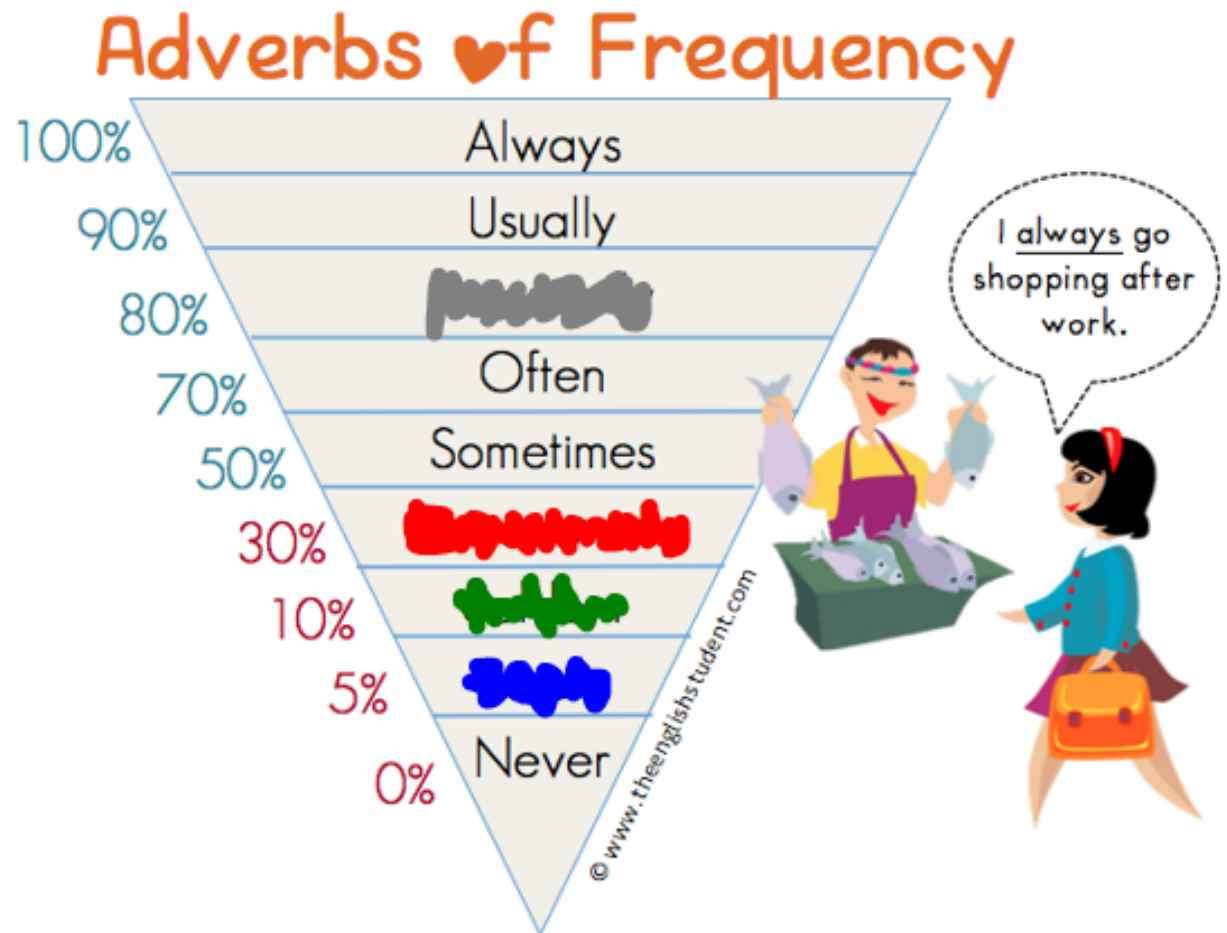 Adverbs of Frequency
100% Always
90% Usually
80%
70% Often
50% Sometimes
30%
10%
5%
0% Never
I always go
shopping after
work.
© www.theenglishstudent.com